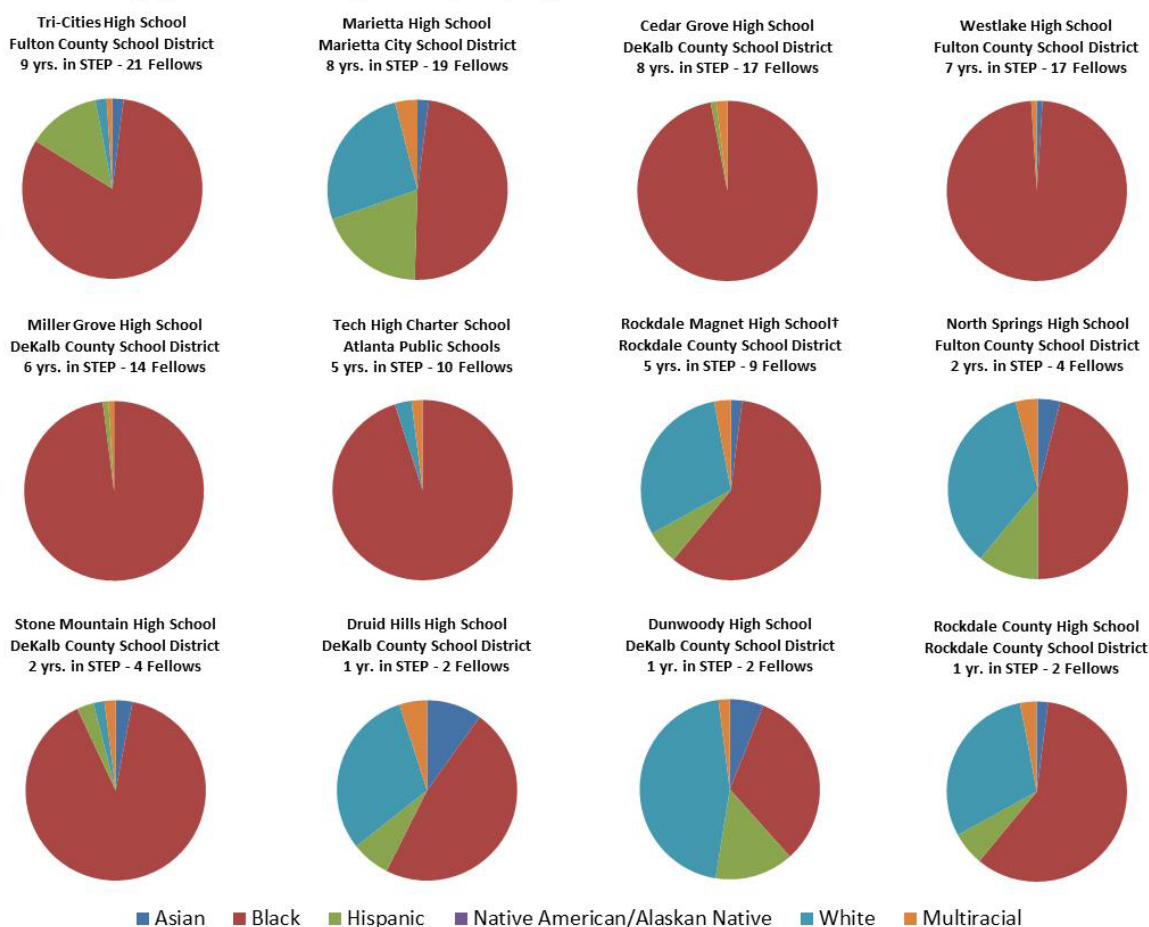 Tri-Cities High School
Fulton County School District
9 yrs. in STEP - 21 Fellows
Marietta High School
Marietta City School District
8 yrs. in STEP - 19 Fellows
Cedar Grove High School
DeKalb County School District
8 yrs. in STEP - 17 Fellows
Westlake High School
Fulton County School District
7 yrs. in STEP - 17 Fellows
Miller Grove High School
DeKalb County School District
6 yrs. in STEP - 14 Fellows
Tech High Charter School
Atlanta Public Schools
5 yrs. in STEP - 10 Fellows
Rockdale Magnet High School†
Rockdale County School District
5 yrs. in STEP - 9 Fellows
North Springs High School
Fulton County School District
2 yrs. in STEP - 4 Fellows
Stone Mountain High School
DeKalb County School District
2 yrs. in STEP - 4 Fellows
Druid Hills High School
DeKalb County School District
1 yr. in STEP - 2 Fellows
Dunwoody High School
DeKalb County School District
1 yr. in STEP - 2 Fellows
Rockdale County High School
Rockdale County School District
1 yr. in STEP - 2 Fellows
Asian Black Hispanic Native American/Alaskan Native White Multiracial